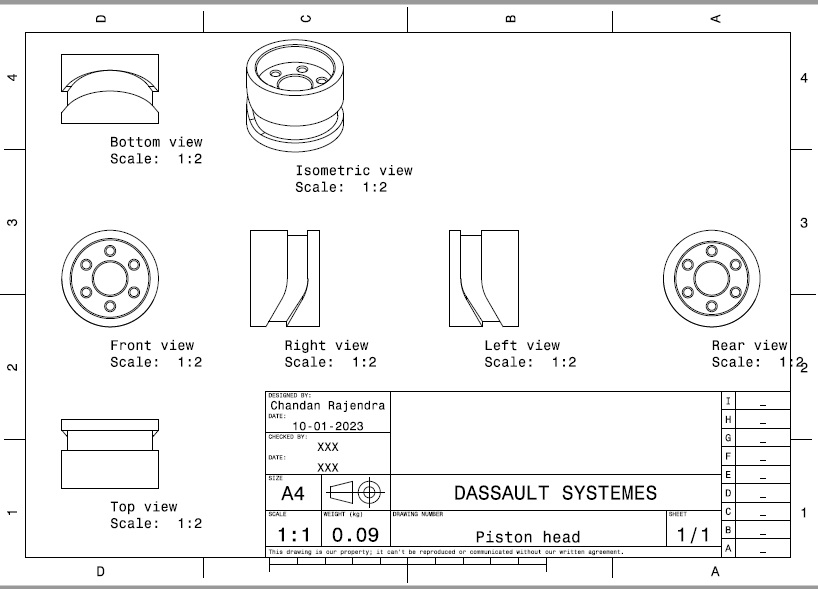 D C B A
4 4
Bottom view
Scale: 1:2
Isometric view
Scale: 1:2
3 3
Front view
Scale: 1:2
Right view
Scale: 1:2
Left view
Scale: 1:2
Rear view
Scale: 1:2
2 2
DESIGNED BY:
Chandan Rajendra
DATE:
10-01-2023
CHECKED BY:
XXX
DATE:
XXX
SIZE
A4
DASSAULT SYSTEMES
SCALE
1:1
WEIGHT (kg)
0.09
DRAWING NUMBER
Piston head
SHEET
1/1
This drawing is our property; it can't be reproduced or communicated without our written agreement.
I _
H _
G _
F _
E _
D _
C _
B _
A _
Top view
Scale: 1:2
1 1
D A